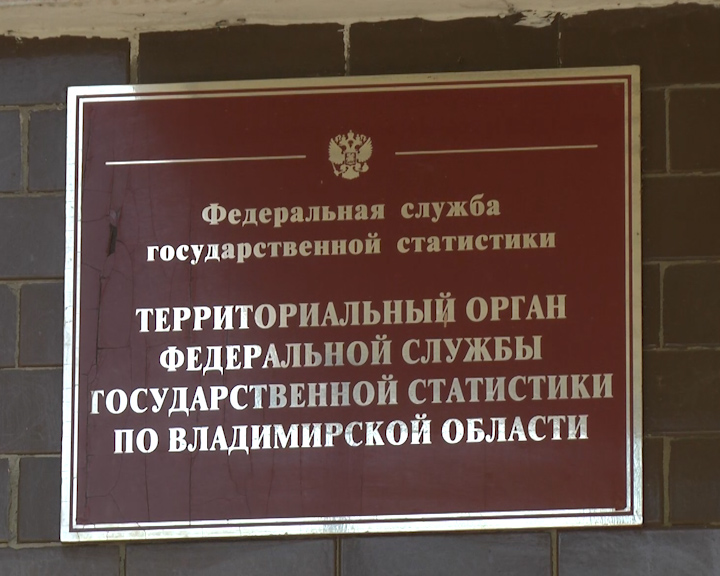 Федеральная служба
государственной статистики
ТЕРРИТОРИАЛЬНЫЙ ОРГАН
ФЕДЕРАЛЬНОЙ СЛУЖБЫ
ГОСУДАРСТВЕННОЙ СТАТИСТИКИ
ПО ВЛАДИМИРСКОЙ ОБЛАСТИ